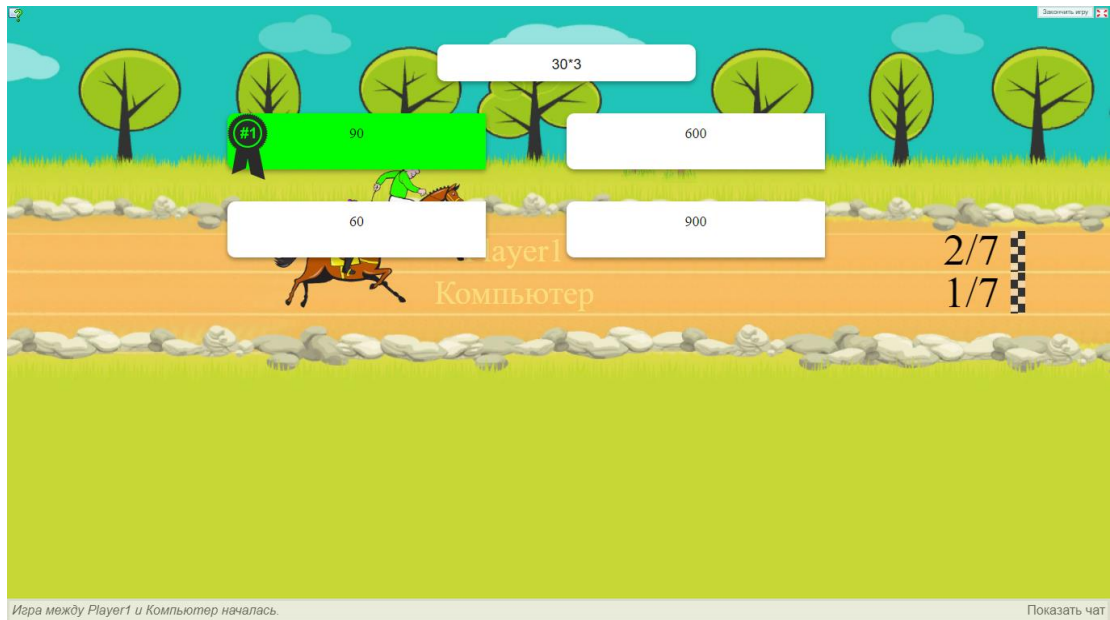 Закончить игру
30*3
#1
90
600
60
900
Player1
2/7
Компьютер
1/7
Игра между Player1 и Компьютер началась.
Показать чат